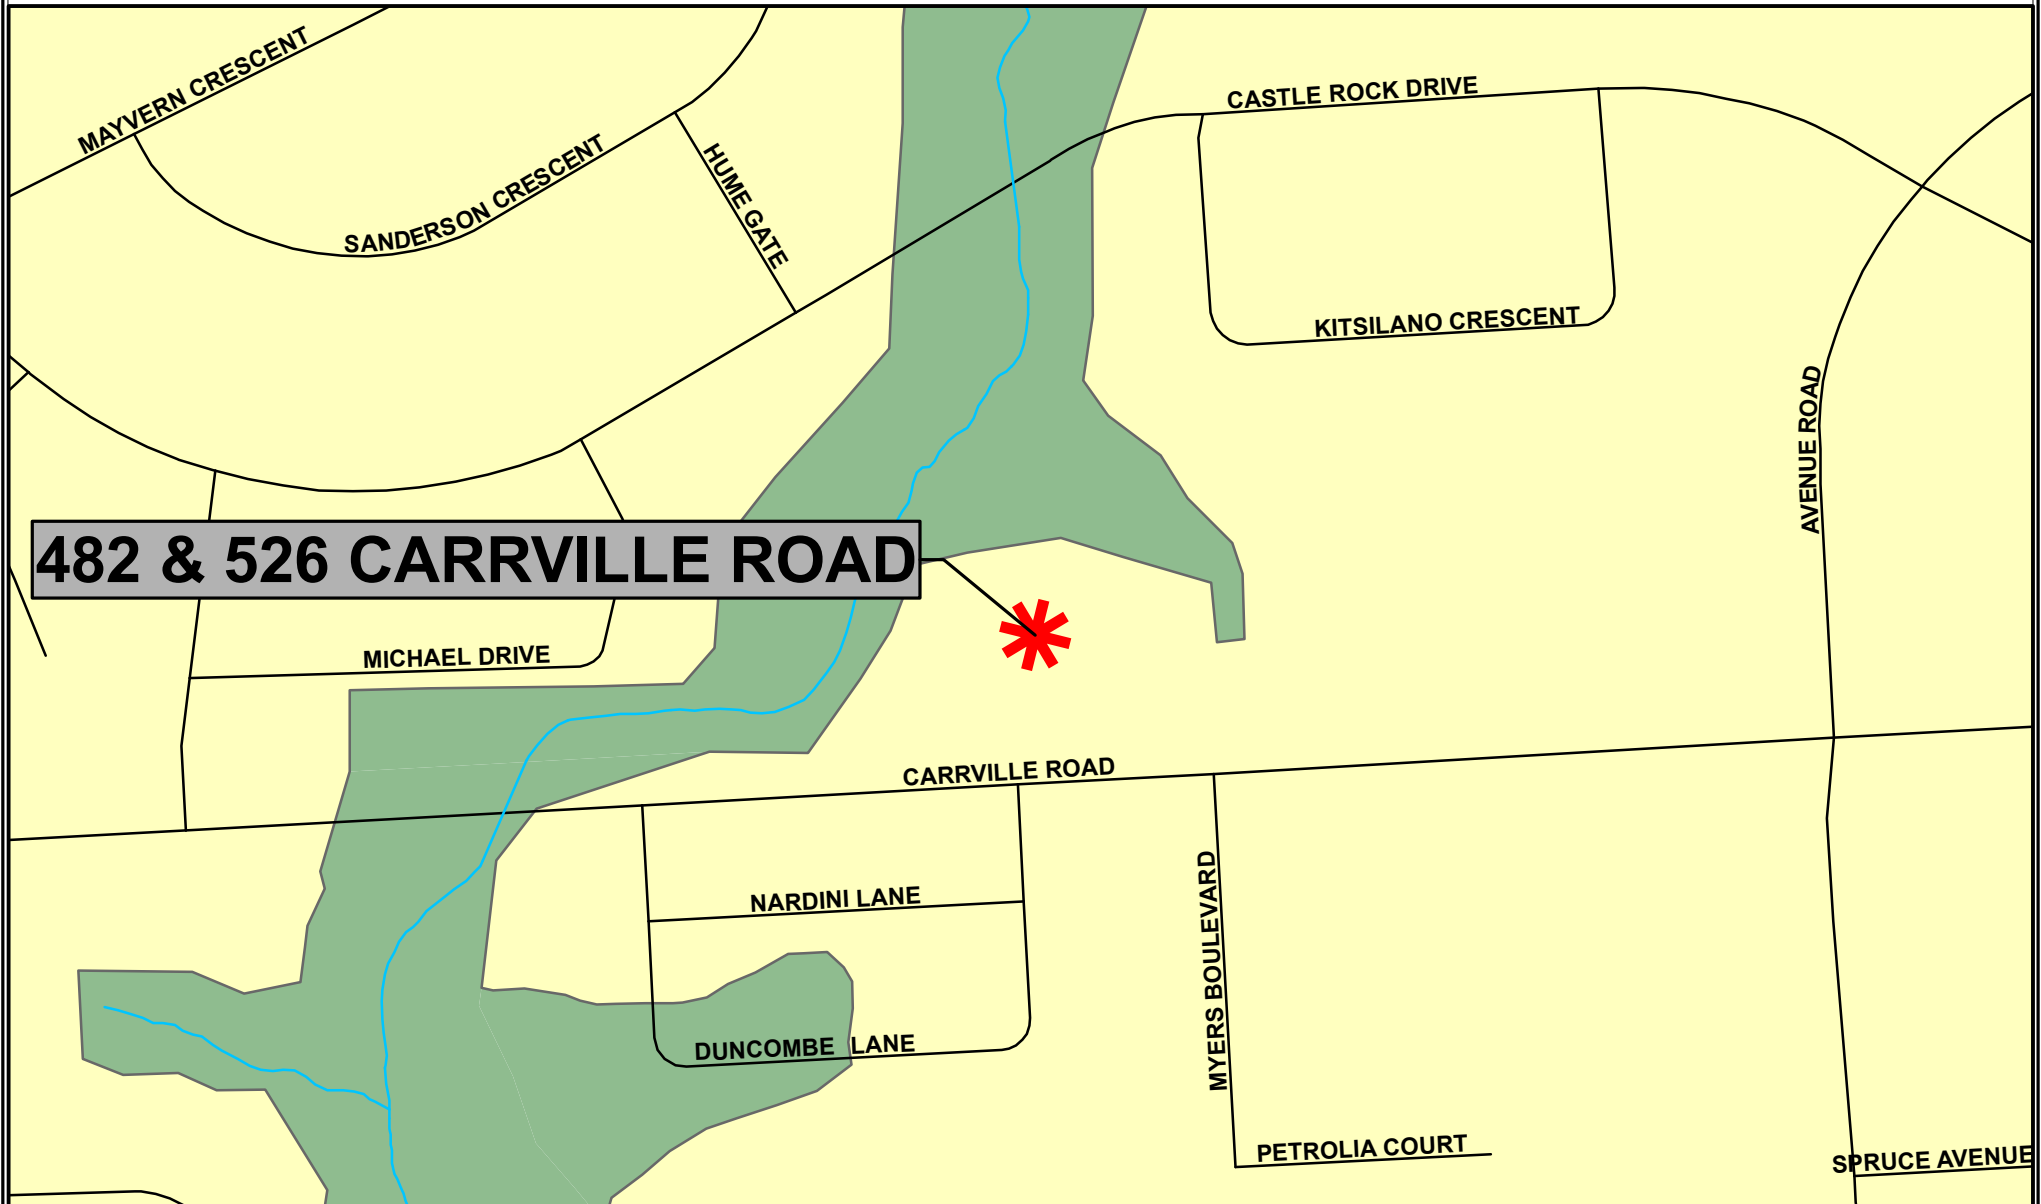 MAYVERN CRESCENT
CASTLE ROCK DRIVE
SANDERSON CRESCENT
HUME GATE
KITSILANO CRESCENT
AVENUE ROAD
482 & 526 CARRVILLE ROAD
MICHAEL DRIVE
CARRVILLE ROAD
NARDINI LANE
MYERS BOULEVARD
DUNCOMBE LANE
PETROLIA COURT
SPRUCE AVENUE